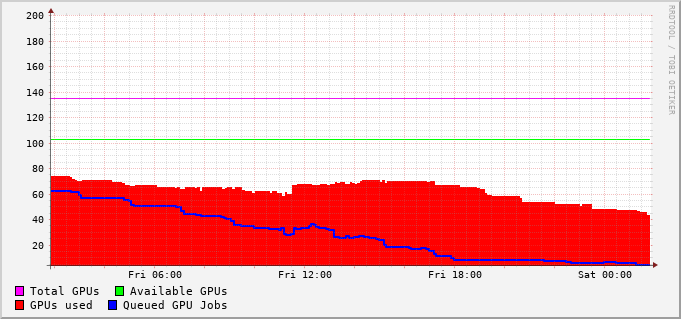 200
180
160
140
120
100
80
60
40
20
Fri 06:00 Fri 12:00 Fri 18:00 Sat 00:00
Total GPUs Available GPUs
GPUs used Queued GPU Jobs
RRDTOOL / TOBI OETIKER